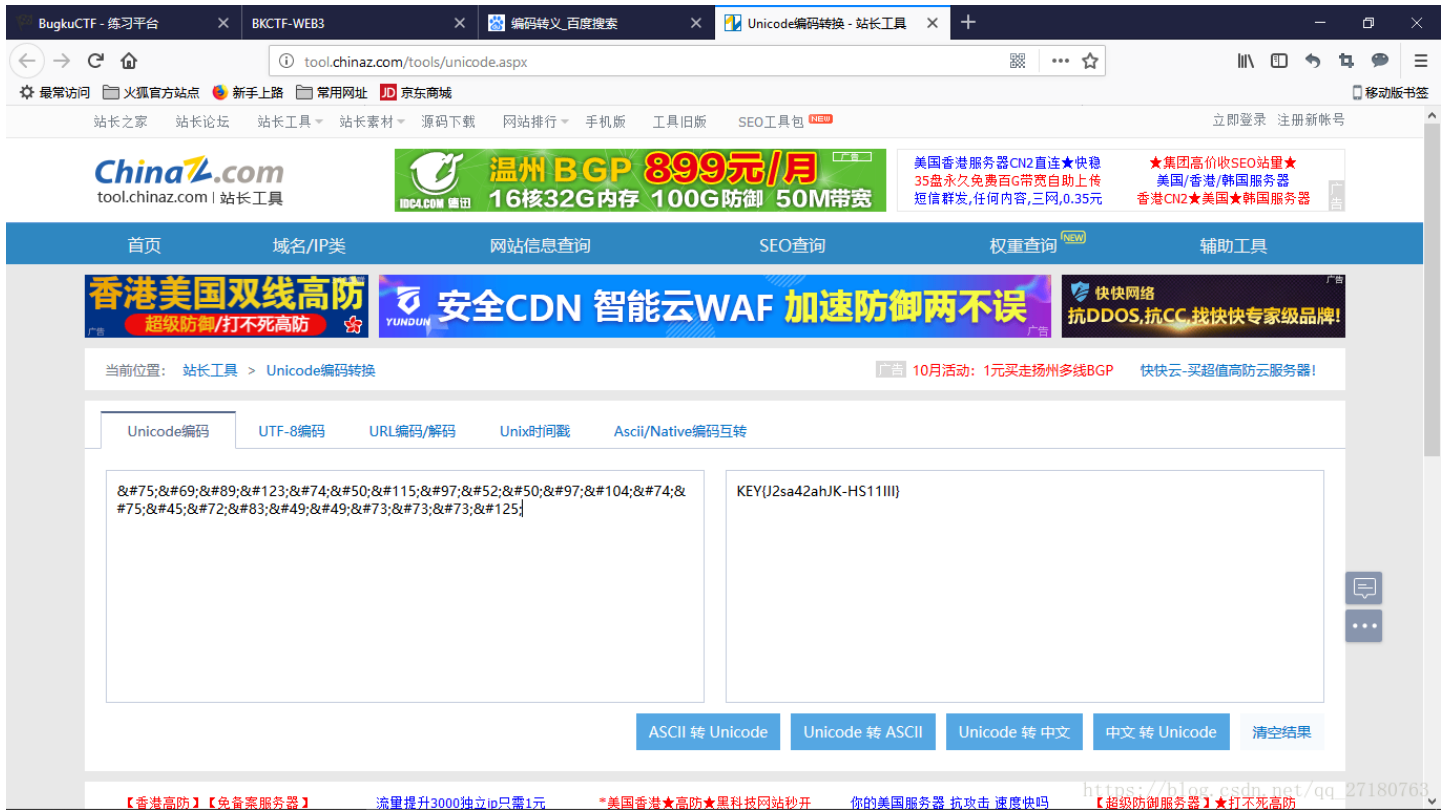 BugkuCTF - 练习平台
BKCTF-WEB3
编码转义_百度搜索
Unicode编码转换 - 站长工具
tool.chinaz.com/tools/unicode.aspx
最常访问 火狐官方站点 新手上路 常用网址 JD 京东商城 移动版书签
站长之家 站长论坛 站长工具 站长素材 源码下载 网站排行 手机版 工具旧版 SEO工具包 NEW 立即登录 注册新帐号
ChinaZ.com
tool.chinaz.com | 站长工具
IDC4.COM
温州BGP 899元/月 广告
16核32G内存 100G防御 50M带宽
美国香港服务器CN2直连★快稳 ★集团高价收SEO站里★
35盘永久免费百G带宽自助上传 美国/香港/韩国服务器
短信群发,任何内容,三网,0.35元 香港CN2★美国★韩国服务器
广告
首页 域名/IP类 网站信息查询 SEO查询 权重查询 NEW 辅助工具
香港美国双线高防
超级防御/打不死高防
广告
YUNDUN 安全CDN 智能云WAF 加速防御两不误
广告
快快网络
抗DDOS,抗CC,找快快专家级品牌!
广告
当前位置: 站长工具 > Unicode编码转换 广告 10月活动：1元买走扬州多线BGP 快快云-买超值高防云服务器!
Unicode编码 UTF-8编码 URL编码/解码 Unix时间戳 Ascii/Native编码互转
&#75;&#69;&#89;&#123;&#74;&#50;&#115;&#97;&#52;&#50;&#97;&#104;&#74;&#
75;&#45;&#72;&#83;&#49;&#49;&#73;&#73;&#73;&#125;
KEY{J2sa42ahJK-HS11III}
ASCII 转 Unicode Unicode 转 ASCII Unicode 转 中文 中文 转 Unicode 清空结果
【香港高防】【免备案服务器】 流量提升3000独立ip只需1元 *美国香港★高防★黑科技网站秒开 你的美国服务器 抗攻击 速度快吗 【超级防御服务器】★打不死高防
https://blog.csdn.net/qq_27180763